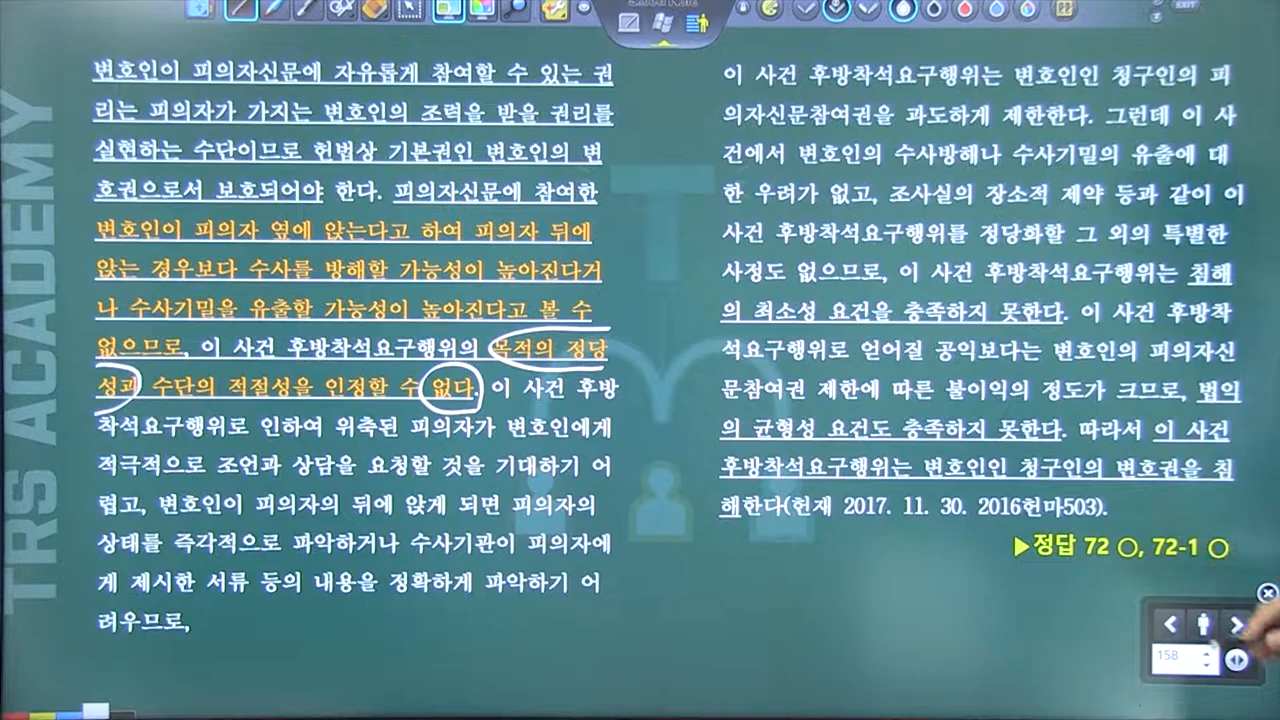 변호인이 피의자신문에 자유롭게 참여할 수 있는 권
리는 피의자가 가지는 변호인의 조력을 받을 권리를
실현하는 수단이므로 헌법상 기본권인 변호인의 변
호권으로서 보호되어야 한다. 피의자신문에 참여한
변호인이 피의자 옆에 앉는다고 하여 피의자 뒤에
앉는 경우보다 수사를 방해할 가능성이 높아진다거
나 수사기밀을 유출할 가능성이 높아진다고 볼 수
없으므로, 이 사건 후방착석요구행위의 목적의 정당
성과 수단의 적절성을 인정할 수 없다. 이 사건 후방
착석요구행위로 인하여 위축된 피의자가 변호인에게
적극적으로 조언과 상담을 요청할 것을 기대하기 어
렵고, 변호인이 피의자의 뒤에 앉게 되면 피의자의
상태를 즉각적으로 파악하거나 수사기관이 피의자에
게 제시한 서류 등의 내용을 정확하게 파악하기 어
려우므로,
이 사건 후방착석요구행위는 변호인인 청구인의 피
의자신문참여권을 과도하게 제한한다. 그런데 이 사
건에서 변호인의 수사방해나 수사기밀의 유출에 대
한 우려가 없고, 조사실의 장소적 제약 등과 같이 이
사건 후방착석요구행위를 정당화할 그 외의 특별한
사정도 없으므로, 이 사건 후방착석요구행위는 침해
의 최소성 요건을 충족하지 못한다. 이 사건 후방착
석요구행위로 얻어질 공익보다는 변호인의 피의자신
문참여권 제한에 따른 불이익의 정도가 크므로, 법익
의 균형성 요건도 충족하지 못한다. 따라서 이 사건
후방착석요구행위는 변호인인 청구인의 변호권을 침
해한다(헌재 2017. 11. 30. 2016헌마503).
▶정답 72 ○, 72-1 ○
TRS ACADEMY
EXIT
158